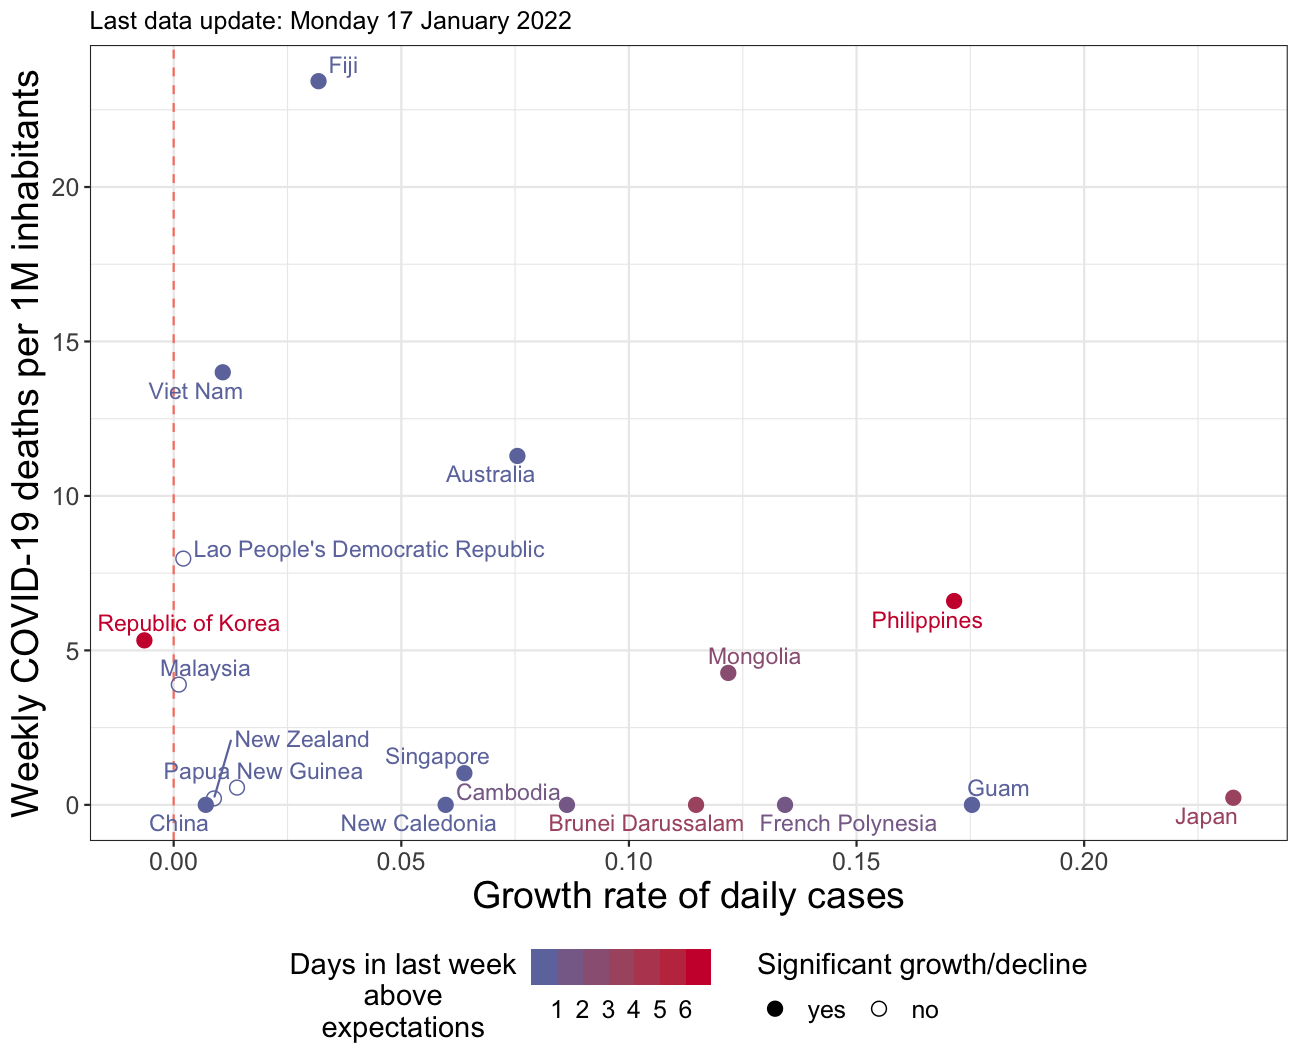 Last data update: Monday 17 January 2022
Weekly COVID-19 deaths per 1M inhabitants
20
15
10
5
0
Fiji
Viet Nam
Australia
Lao People's Democratic Republic
Philippines
Republic of Korea
Mongolia
Malaysia
New Zealand
Singapore
Papua New Guinea
Guam
Cambodia
Japan
China
New Caledonia
Brunei Darussalam
French Polynesia
0.00
0.05
0.10
0.15
0.20
Growth rate of daily cases
Days in last week
above
expectations
1 2 3 4 5 6
Significant growth/decline
yes
no